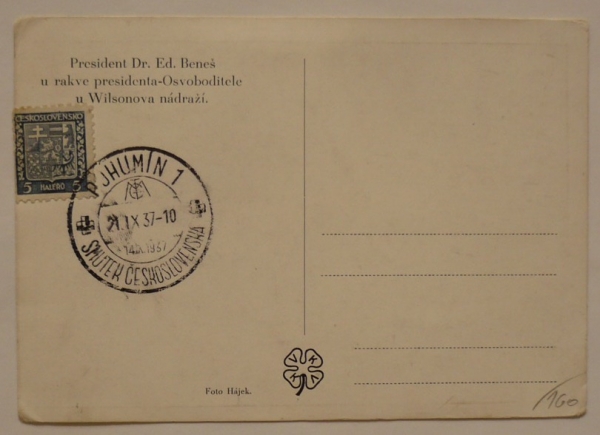 President Dr. Ed. Beneš
u rakve presidenta-Osvoboditele
u Wilsonova nádraží.
ČESKOSLOVENSKO
5 HALÉŘŮ 5
BOHUMÍN 1
21.IX 37-10
14.IX.1937
SMUTEK ČESKOSLOVENSKA
Foto Hájek.
160